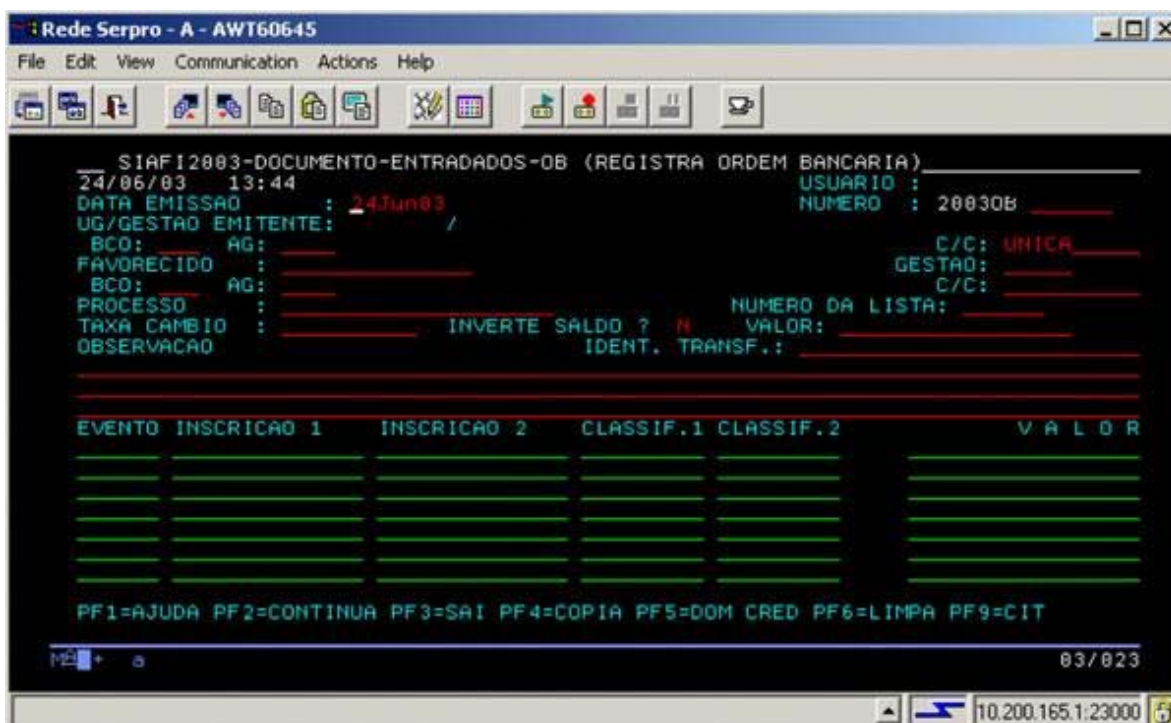 Rede Serpro - A - AWT60645
File Edit View Communication Actions Help
SIAFI2003-DOCUMENTO-ENTRADADOS-OB (REGISTRA ORDEM BANCARIA)
24/06/03 13:44 USUARIO :
DATA EMISSAO : 24Jun03 NUMERO : 2003OB
UG/GESTAO EMITENTE: /
BCO: AG: C/C: UNICA
FAVORECIDO : GESTAO:
BCO: AG: C/C:
PROCESSO : NUMERO DA LISTA:
TAXA CAMBIO : INVERTE SALDO ? N VALOR:
OBSERVACAO IDENT. TRANSF.:
EVENTO INSCRICAO 1 INSCRICAO 2 CLASSIF.1 CLASSIF.2 V A L O R
PF1=AJUDA PF2=CONTINUA PF3=SAI PF4=COPIA PF5=DOM CRED PF6=LIMPA PF9=CIT
a 03/023
10.200.165.1:23000